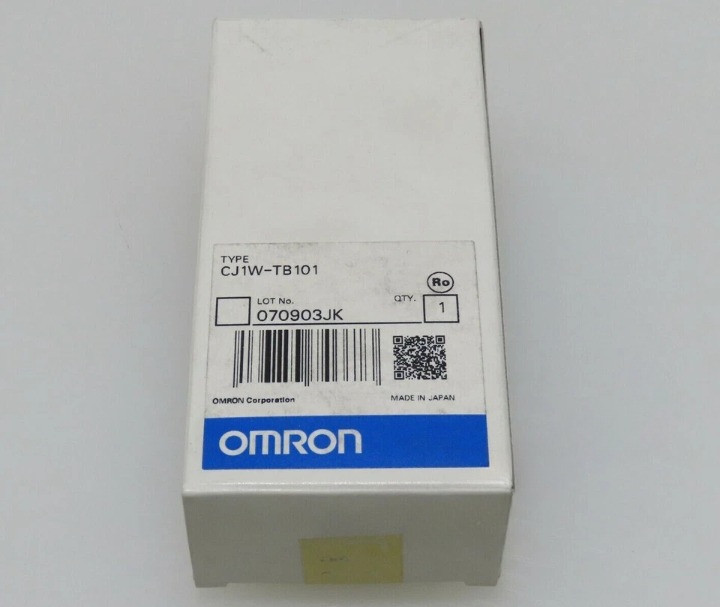 TYPE
CJ1W-TB101
Ro
LOT No.
QTY.
070903JK
1
OMRON Corporation
MADE IN JAPAN
OMRON